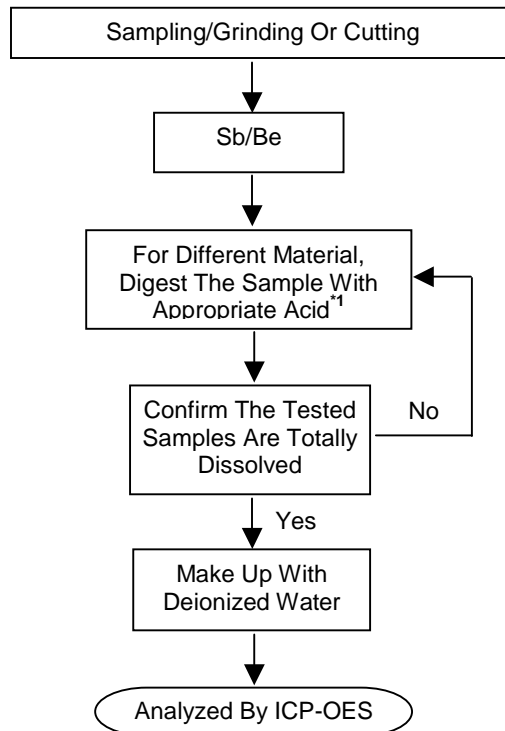 Sampling/Grinding Or Cutting
Sb/Be
For Different Material,
Digest The Sample With
Appropriate Acid*1
Confirm The Tested
Samples Are Totally
Dissolved
No
Yes
Make Up With
Deionized Water
Analyzed By ICP-OES